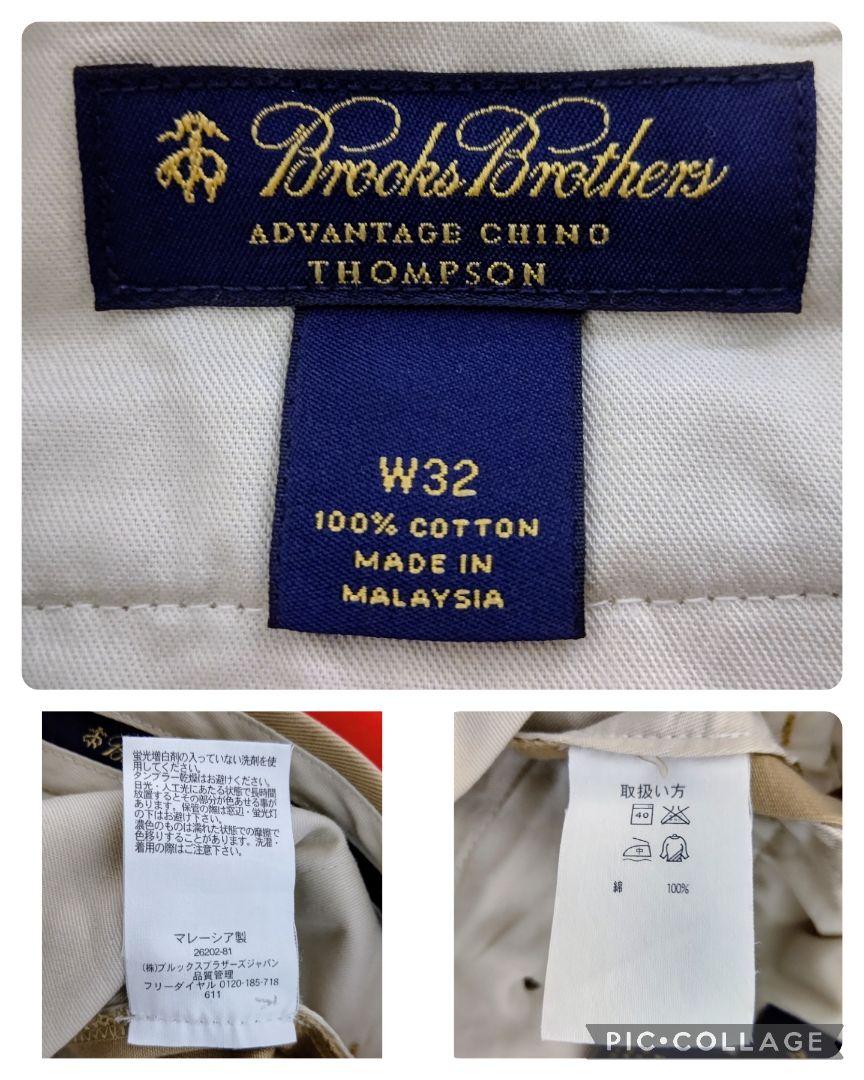 Brooks Brothers
ADVANTAGE CHINO
THOMPSON
W32
100% COTTON
MADE IN
MALAYSIA
蛍光増白剤の入っていない洗剤を使
用してください。
タンブラー乾燥はお避けください。
日光・人工光にあたる状態で長時間
放置するとその部分が色あせる事が
あります。保管の際は窓辺・蛍光灯
の下はお避け下さい。
濃色のものは濡れた状態での摩擦で
色移りすることがあります。洗濯・
着用の際はご注意下さい。
マレーシア製
26202-81
(株)ブルックスブラザーズジャパン
品質管理
フリーダイヤル 0120-185-718
611
取扱い方
40
中
綿 100%
PIC•COLLAGE